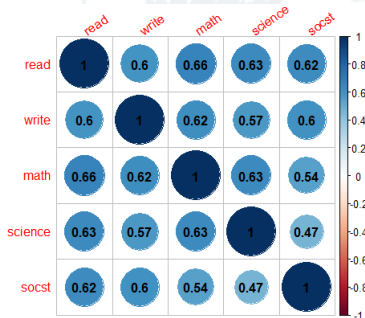 read write math science socst
read 1 0.6 0.66 0.63 0.62
write 0.6 1 0.62 0.57 0.6
math 0.66 0.62 1 0.63 0.54
science 0.63 0.57 0.63 1 0.47
socst 0.62 0.6 0.54 0.47 1
1
0.8
0.6
0.4
0.2
0
-0.2
-0.4
-0.6
-0.8
-1